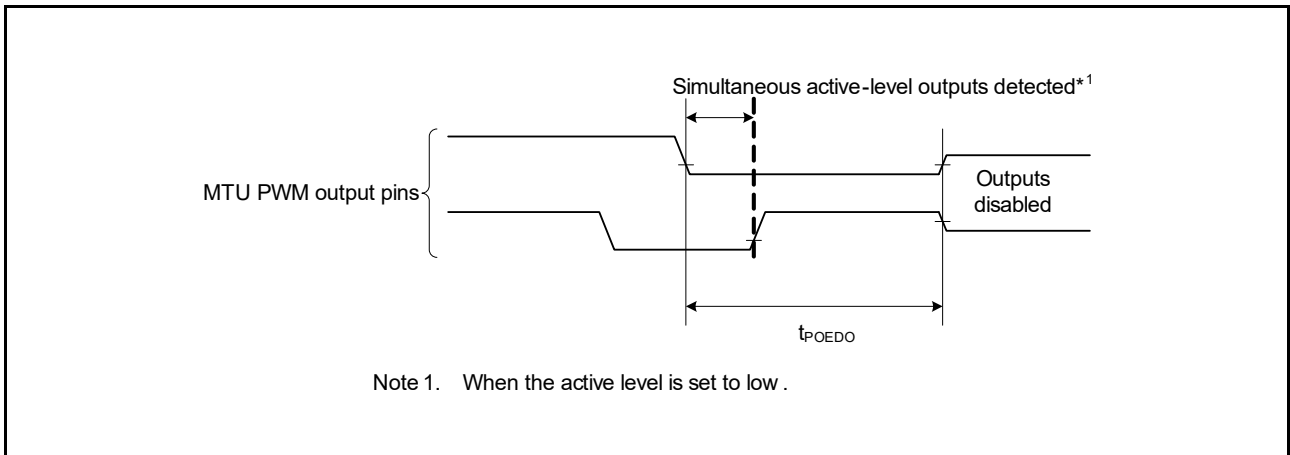 Simultaneous active-level outputs detected*1
MTU PWM output pins
Outputs
disabled
tPOEDO
Note 1. When the active level is set to low .